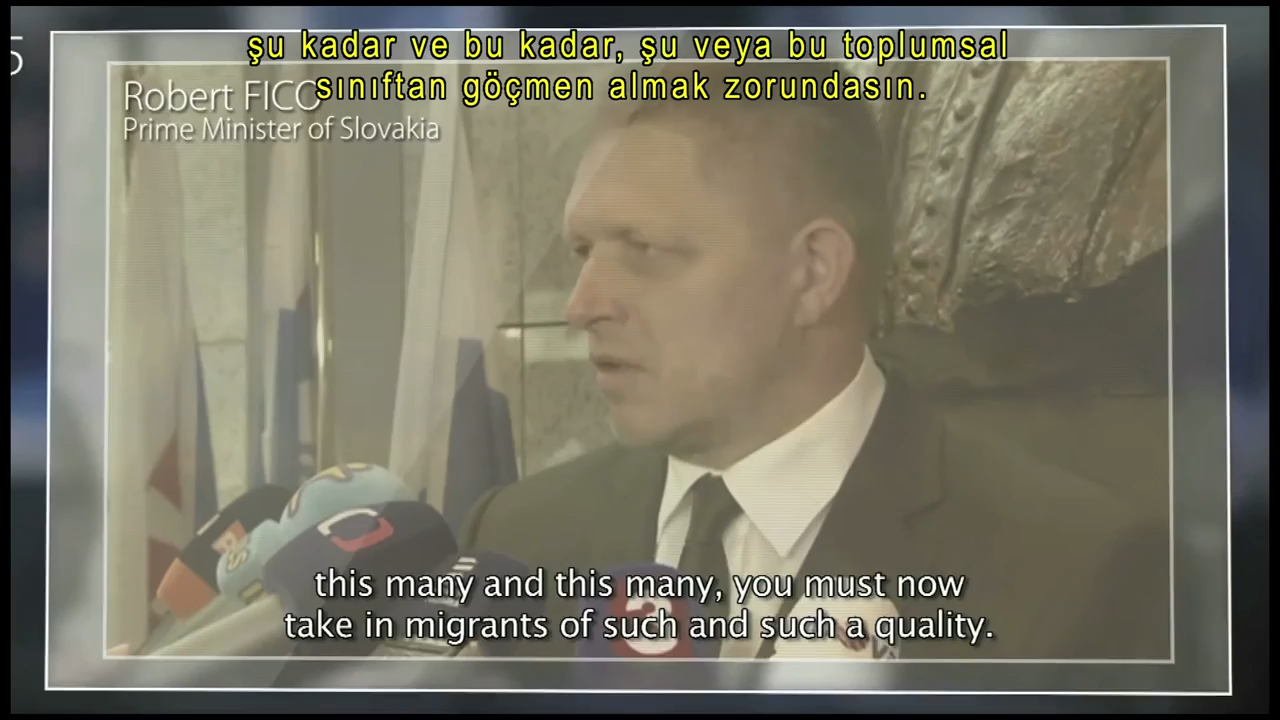 5
şu kadar ve bu kadar, şu veya bu toplumsal
sınıftan göçmen almak zorundasın.
Robert FICO
Prime Minister of Slovakia
this many and this many, you must now
take in migrants of such and such a quality.